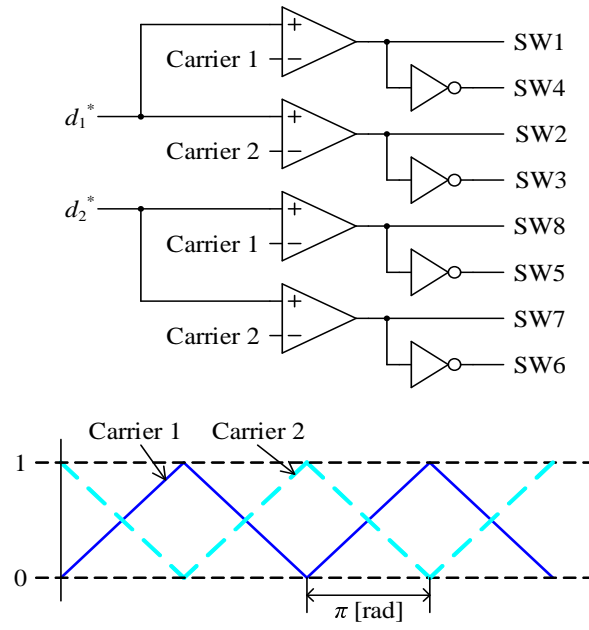 SW1
Carrier 1
SW4
d₁*
SW2
Carrier 2
SW3
d₂*
SW8
Carrier 1
SW5
SW7
Carrier 2
SW6
Carrier 1 Carrier 2
1
0
π [rad]